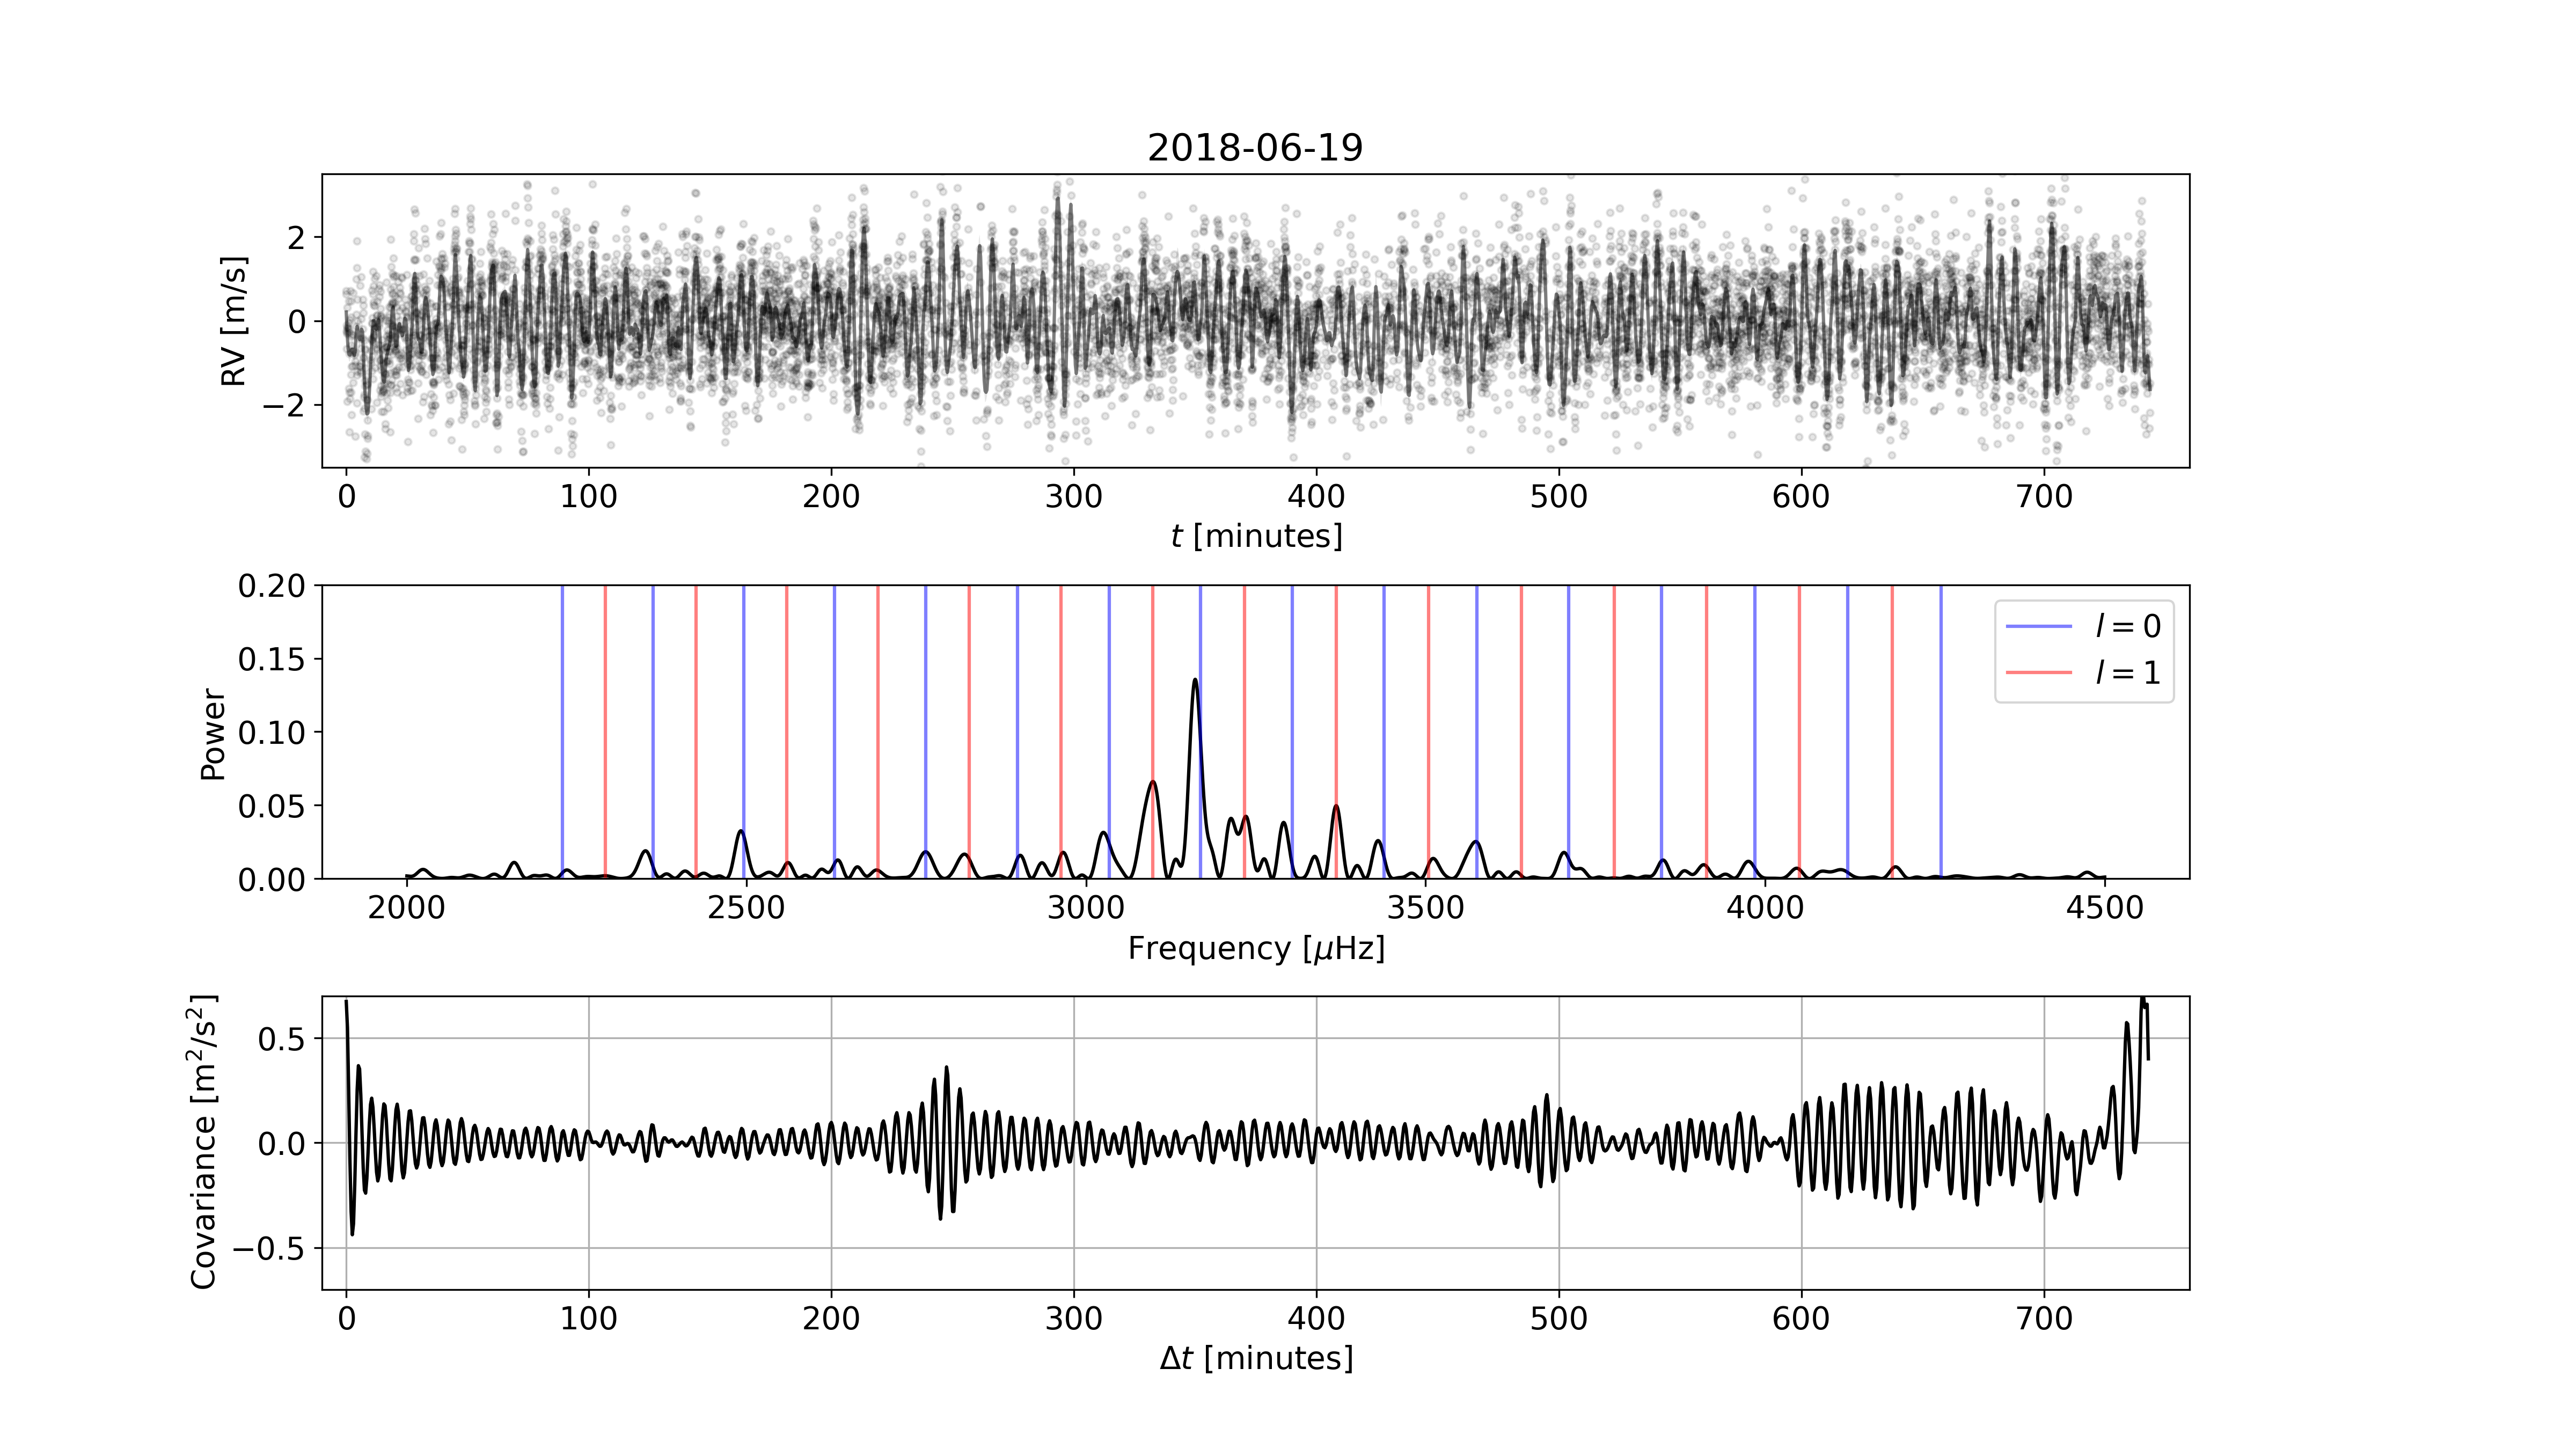 2018-06-19
RV [m/s]
2
0
−2
0 100 200 300 400 500 600 700
t [minutes]
Power
0.20
0.15
0.10
0.05
0.00
l = 0
l = 1
2000 2500 3000 3500 4000 4500
Frequency [μHz]
Covariance [m²/s²]
0.5
0.0
−0.5
0 100 200 300 400 500 600 700
Δt [minutes]